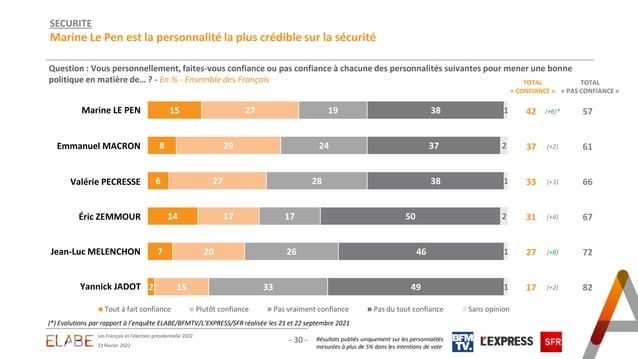 SECURITE
Marine Le Pen est la personnalité la plus crédible sur la sécurité
Question : Vous personnellement, faites-vous confiance ou pas confiance à chacune des personnalités suivantes pour mener une bonne
politique en matière de… ? - En % - Ensemble des Français
TOTAL « CONFIANCE » TOTAL « PAS CONFIANCE »
Marine LE PEN 15 27 19 38 1 42 (+6)* 57
Emmanuel MACRON 8 29 24 37 2 37 (+2) 61
Valérie PECRESSE 6 27 28 38 1 33 (+3) 66
Éric ZEMMOUR 14 17 17 50 2 31 (+4) 67
Jean-Luc MELENCHON 7 20 26 46 1 27 (+8) 72
Yannick JADOT 2 15 33 49 1 17 (+2) 82
Tout à fait confiance Plutôt confiance Pas vraiment confiance Pas du tout confiance Sans opinion
(*) Evolutions par rapport à l'enquête ELABE/BFMTV/L'EXPRESS/SFR réalisée les 21 et 22 septembre 2021
ELABE
Les Français et l'élection présidentielle 2022
23 février 2022
- 30 -
Résultats publiés uniquement sur les personnalités
mesurées à plus de 5% dans les intentions de vote
BFM
TV.
L'EXPRESS
SFR